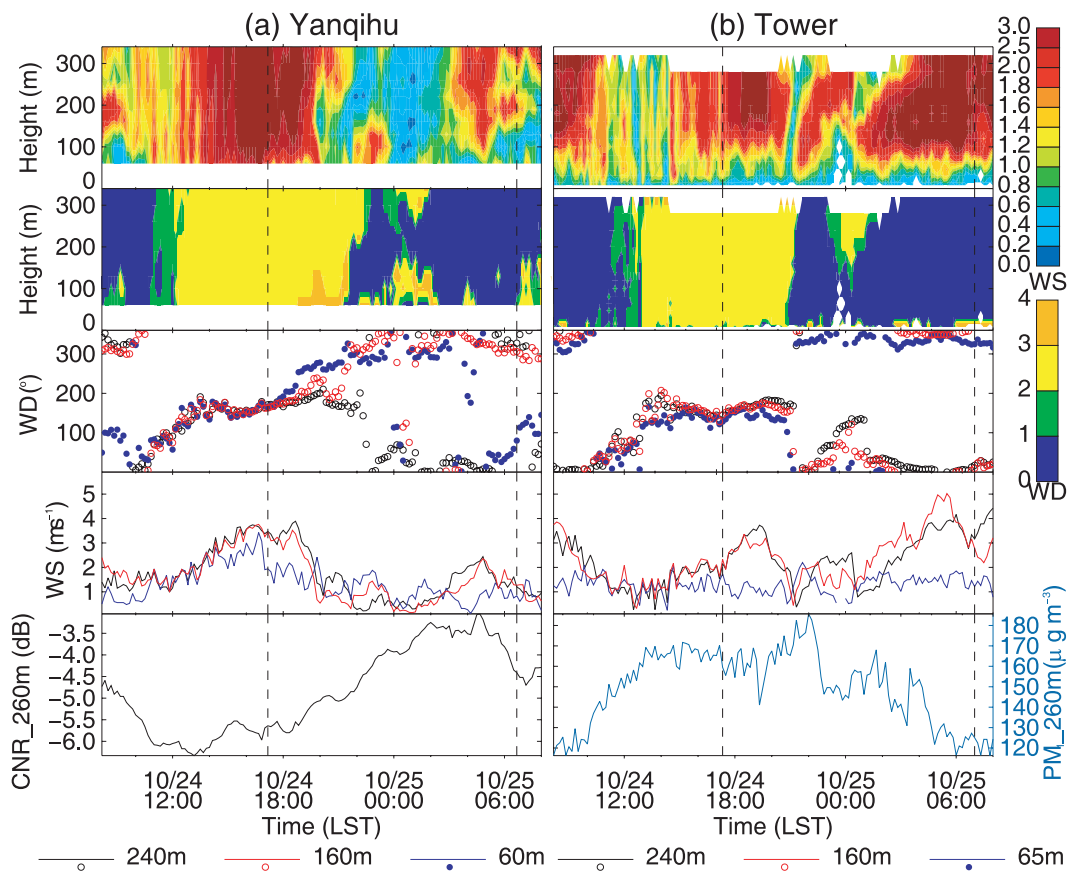 (a) Yanqihu
(b) Tower
Height (m)
300
200
100
0
3.0
2.5
2.0
1.8
1.6
1.4
1.2
1.0
0.8
0.6
0.4
0.2
0.0
WS
Height (m)
300
200
100
0
4
3
2
1
0
WD
WD(°)
300
200
100
WS (ms⁻¹)
5
4
3
2
1
CNR_260m (dB)
−3.5
−4.0
−4.5
−5.0
−5.5
−6.0
180
170
160
150
140
130
120
PM_260m(μ g m⁻³)
10/24 10/24 10/25 10/25
12:00 18:00 00:00 06:00
Time (LST)
10/24 10/24 10/25 10/25
12:00 18:00 00:00 06:00
Time (LST)
240m 160m 60m
240m 160m 65m